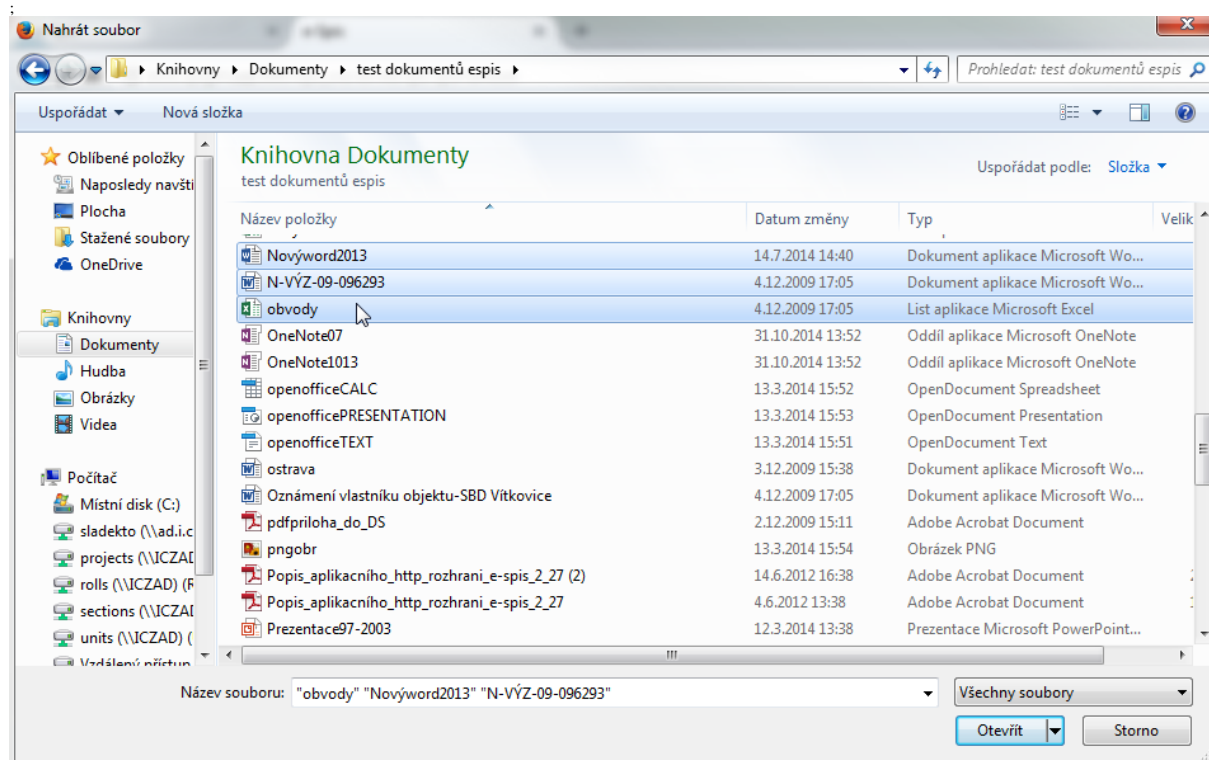 ;
Nahrát soubor
Knihovny Dokumenty test dokumentů espis Prohledat: test dokumentů espis
Uspořádat Nová složka
Oblíbené položky
Naposledy navšti
Plocha
Stažené soubory
OneDrive
Knihovny
Dokumenty
Hudba
Obrázky
Videa
Počítač
Místní disk (C:)
sladekto (\\ad.i.c
projects (\\ICZAD
rolls (\\ICZAD) (R
sections (\\ICZAD
units (\\ICZAD) (
Vzdálený přístup
Knihovna Dokumenty
test dokumentů espis
Uspořádat podle: Složka
Název položky Datum změny Typ Velik
Novýword2013 14.7.2014 14:40 Dokument aplikace Microsoft Wo...
N-VÝZ-09-096293 4.12.2009 17:05 Dokument aplikace Microsoft Wo...
obvody 4.12.2009 17:05 List aplikace Microsoft Excel
OneNote07 31.10.2014 13:52 Oddíl aplikace Microsoft OneNote
OneNote1013 31.10.2014 13:52 Oddíl aplikace Microsoft OneNote
openofficeCALC 13.3.2014 15:52 OpenDocument Spreadsheet
openofficePRESENTATION 13.3.2014 15:53 OpenDocument Presentation
openofficeTEXT 13.3.2014 15:51 OpenDocument Text
ostrava 3.12.2009 15:38 Dokument aplikace Microsoft Wo...
Oznámení vlastníku objektu-SBD Vítkovice 4.12.2009 17:05 Dokument aplikace Microsoft Wo...
pdfpriloha_do_DS 2.12.2009 15:11 Adobe Acrobat Document
pngobr 13.3.2014 15:54 Obrázek PNG
Popis_aplikacního_http_rozhrani_e-spis_2_27 (2) 14.6.2012 16:38 Adobe Acrobat Document
Popis_aplikacního_http_rozhrani_e-spis_2_27 4.6.2012 13:38 Adobe Acrobat Document
Prezentace97-2003 12.3.2014 13:38 Prezentace Microsoft PowerPoint...
Název souboru: "obvody" "Novýword2013" "N-VÝZ-09-096293" Všechny soubory
Otevřít Storno